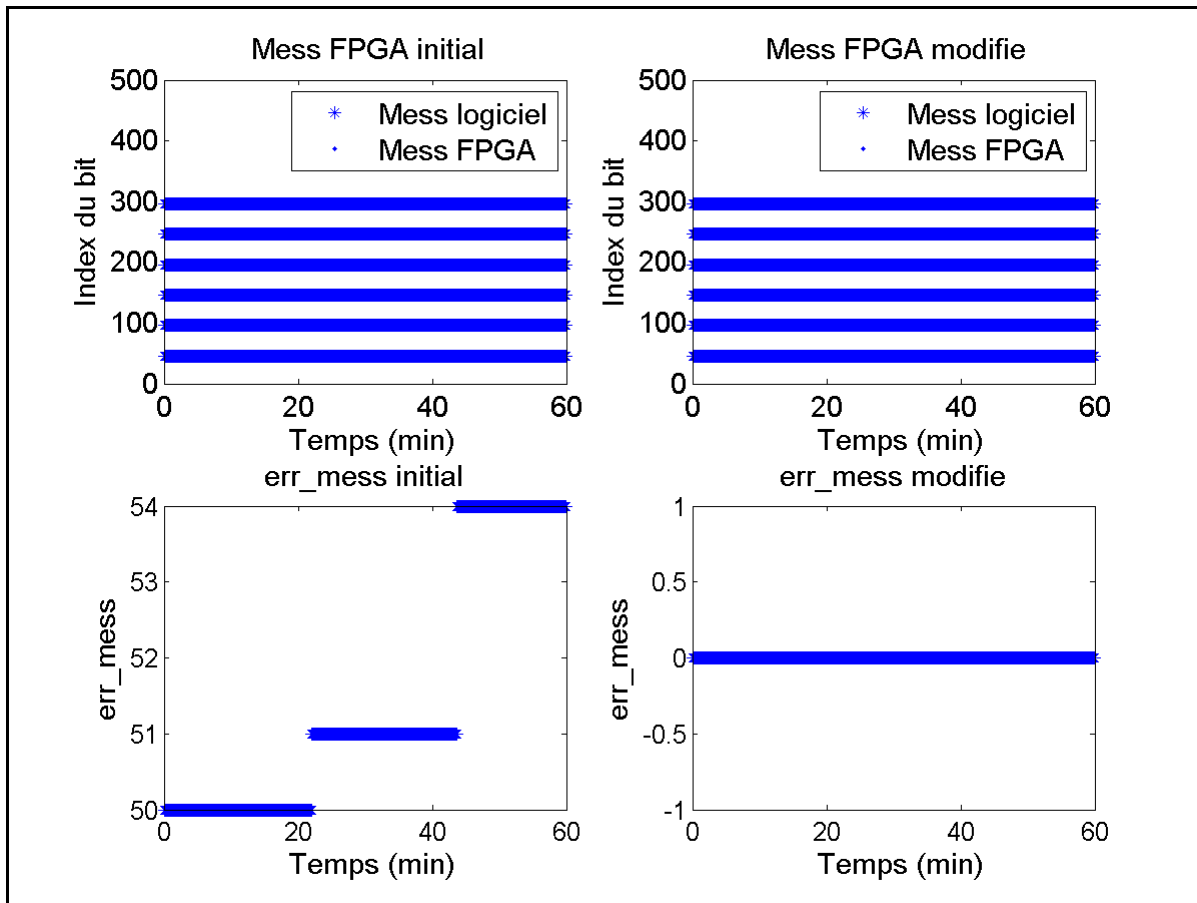 Mess FPGA initial
500
400
300
200
100
0
Index du bit
Mess logiciel
Mess FPGA
0 20 40 60
Temps (min)
Mess FPGA modifie
500
400
300
200
100
0
Index du bit
Mess logiciel
Mess FPGA
0 20 40 60
Temps (min)
err_mess initial
54
53
52
51
50
err_mess
0 20 40 60
Temps (min)
err_mess modifie
1
0.5
0
-0.5
-1
err_mess
0 20 40 60
Temps (min)